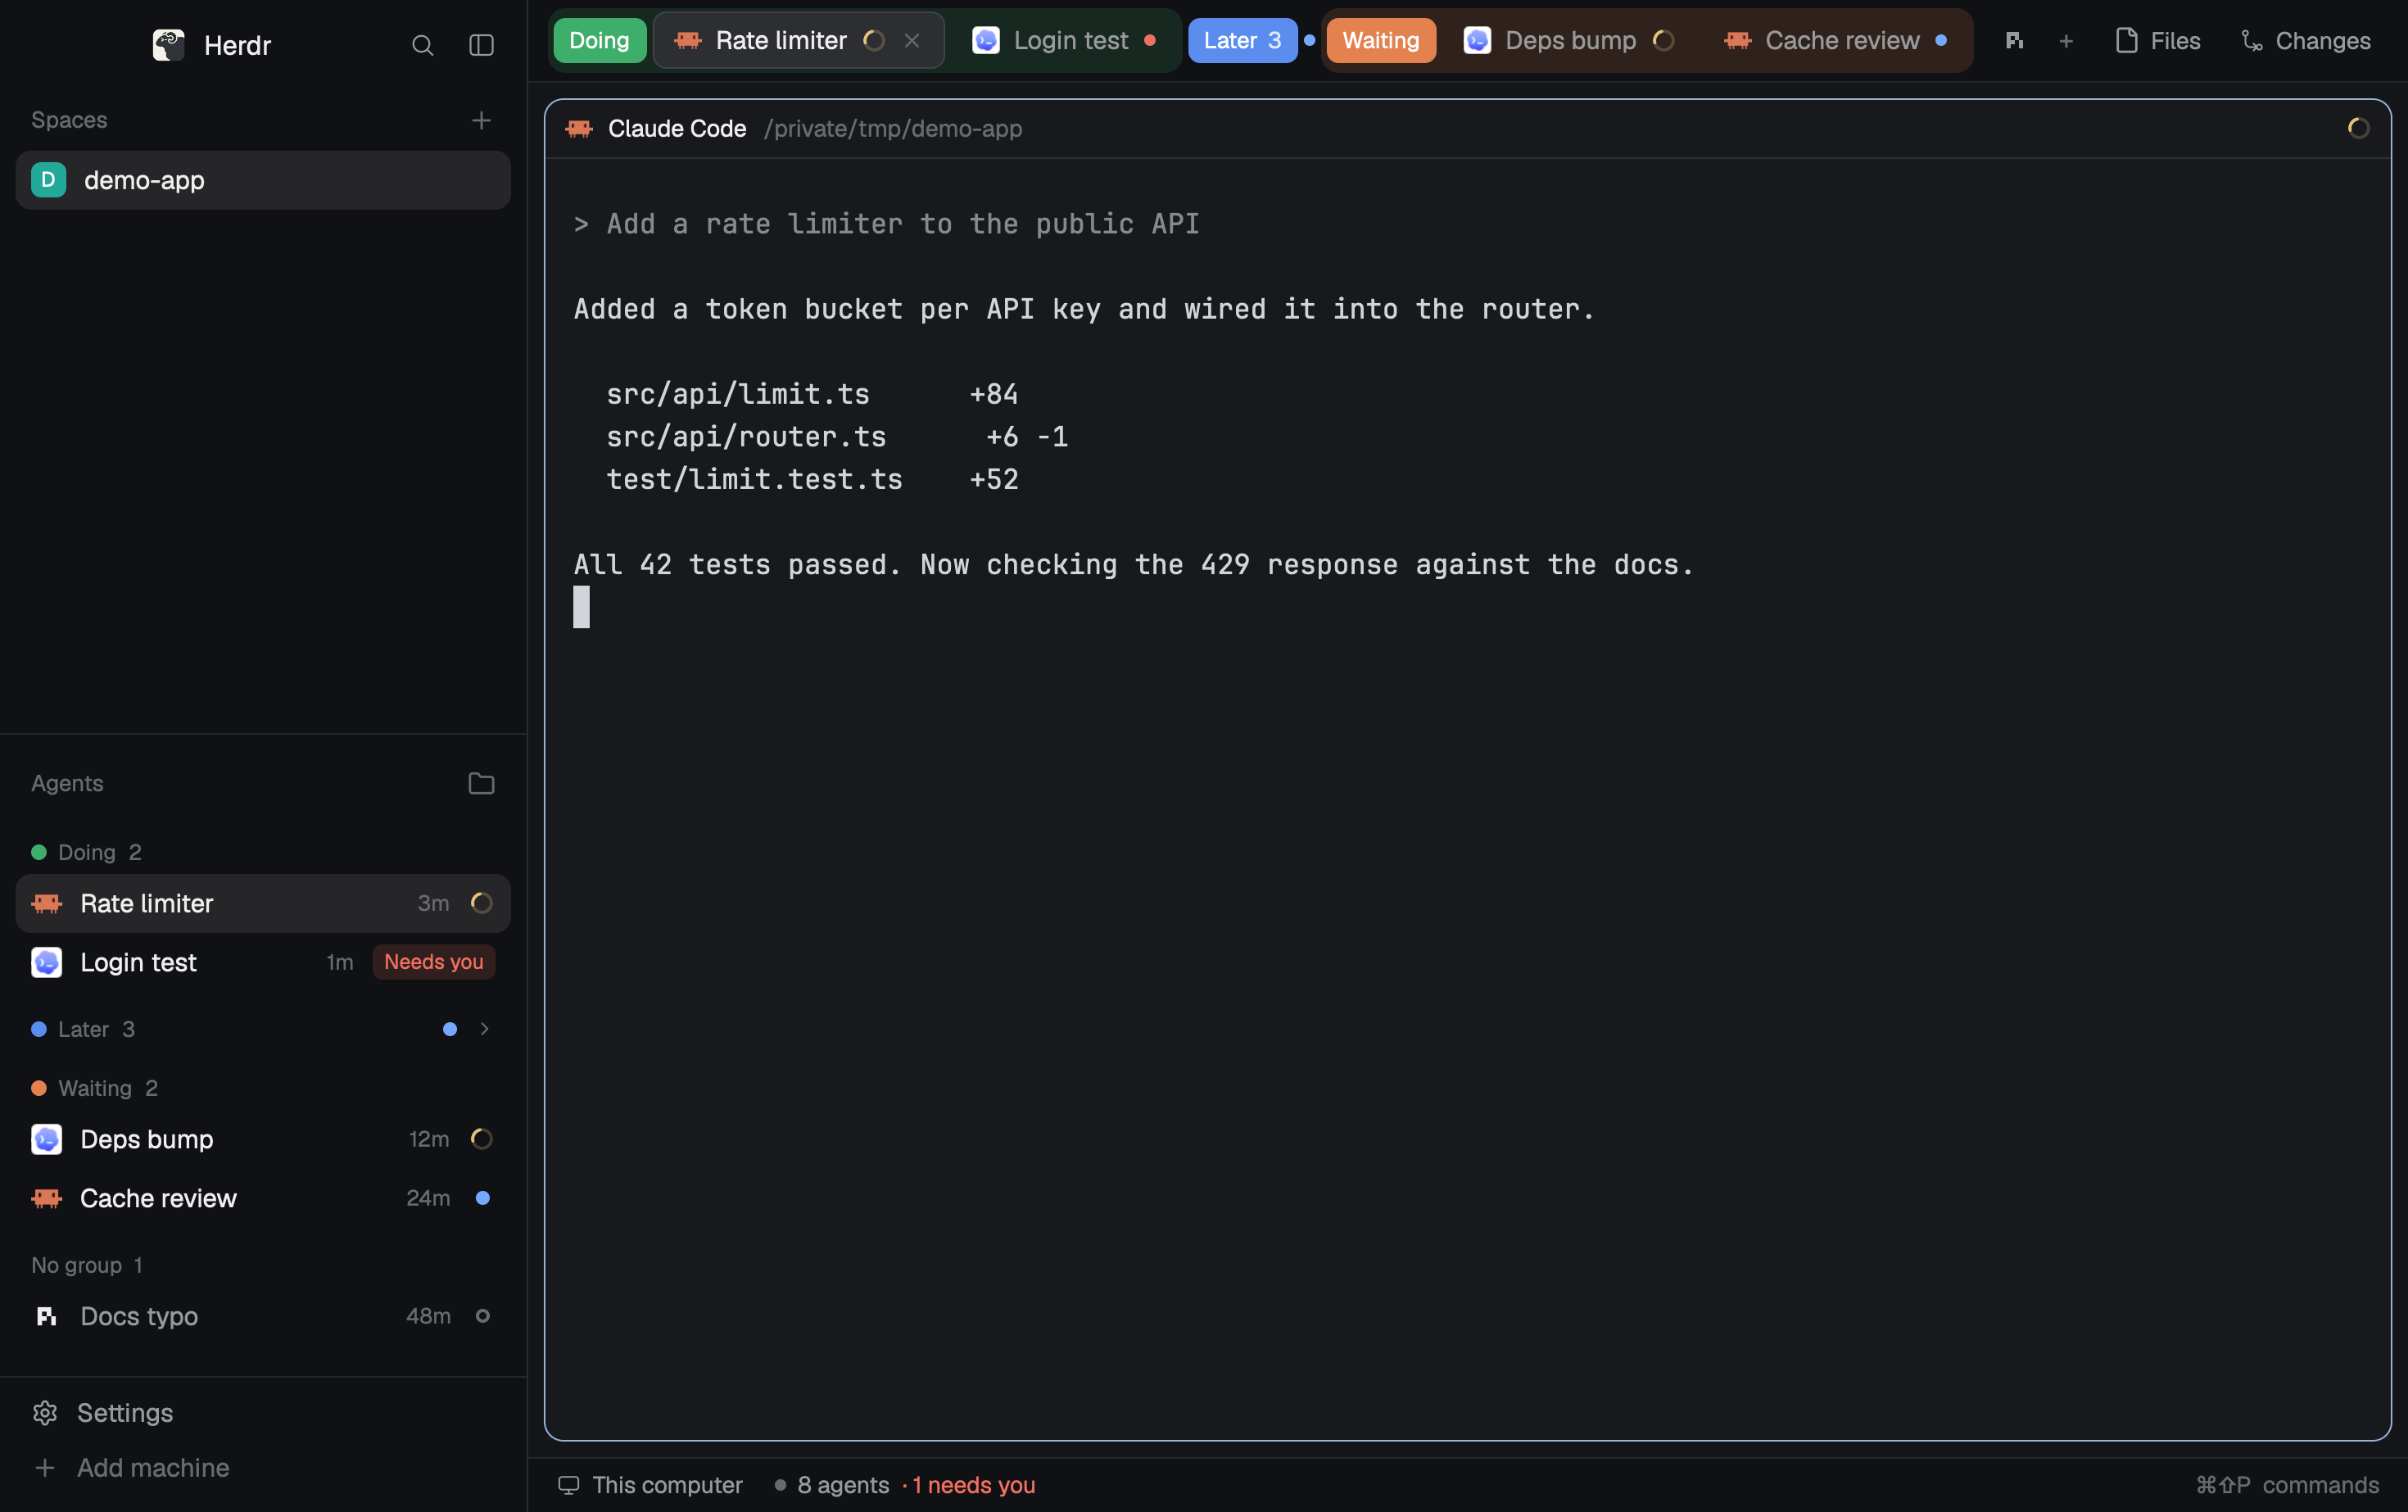 Herdr
Spaces
D demo-app
Agents
Doing 2
Rate limiter 3m
Login test 1m Needs you
Later 3
Waiting 2
Deps bump 12m
Cache review 24m
No group 1
Docs typo 48m
Settings
Add machine
Doing Rate limiter Login test Later 3 Waiting Deps bump Cache review Files Changes
Claude Code /private/tmp/demo-app
> Add a rate limiter to the public API
Added a token bucket per API key and wired it into the router.
src/api/limit.ts +84
src/api/router.ts +6 -1
test/limit.test.ts +52
All 42 tests passed. Now checking the 429 response against the docs.
This computer 8 agents · 1 needs you
⌘⇧P commands